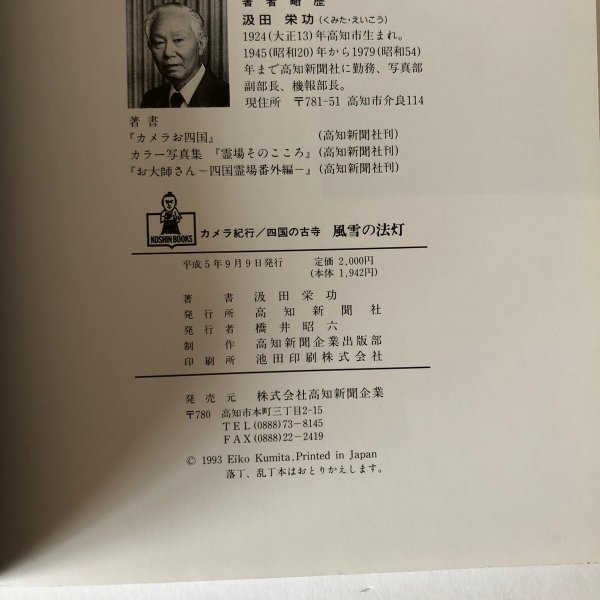 著者略歴
汲田 栄功(くみた・えいこう)
1924(大正13)年高知市生まれ。
1945(昭和20)年から1979(昭和54)
年まで高知新聞社に勤務、写真部
副部長、機報部長。
現住所 〒781-51 高知市介良114
著書
『カメラお四国』 (高知新聞社刊)
カラー写真集 『霊場そのこころ』(高知新聞社刊)
『お大師さん－四国霊場番外編－』(高知新聞社刊)
KOSHIN BOOKS
カメラ紀行/四国の古寺 風雪の法灯
平成5年9月9日発行 定価 2,000円
(本体 1,942円)
著書 汲田栄功
発行所 高知新聞社
発行者 橋井昭六
制作 高知新聞企業出版部
印刷所 池田印刷株式会社
発売元 株式会社高知新聞企業
〒780 高知市本町三丁目2-15
TEL(0888)73-8145
FAX(0888)22-2419
© 1993 Eiko Kumita, Printed in Japan
落丁、乱丁本はおとりかえします。